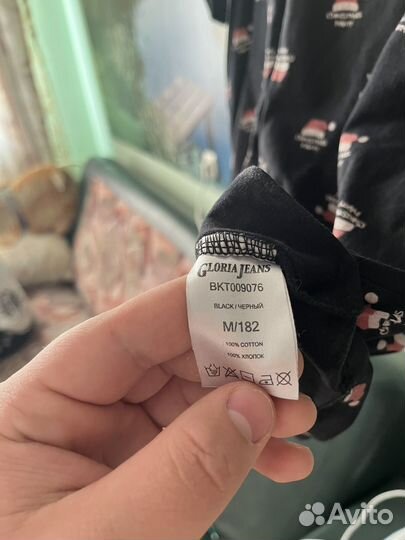 GLORIA JEANS
BKT009076
BLACK/ЧЕРНЫЙ
M/182
100% COTTON
100% ХЛОПОК
Avito